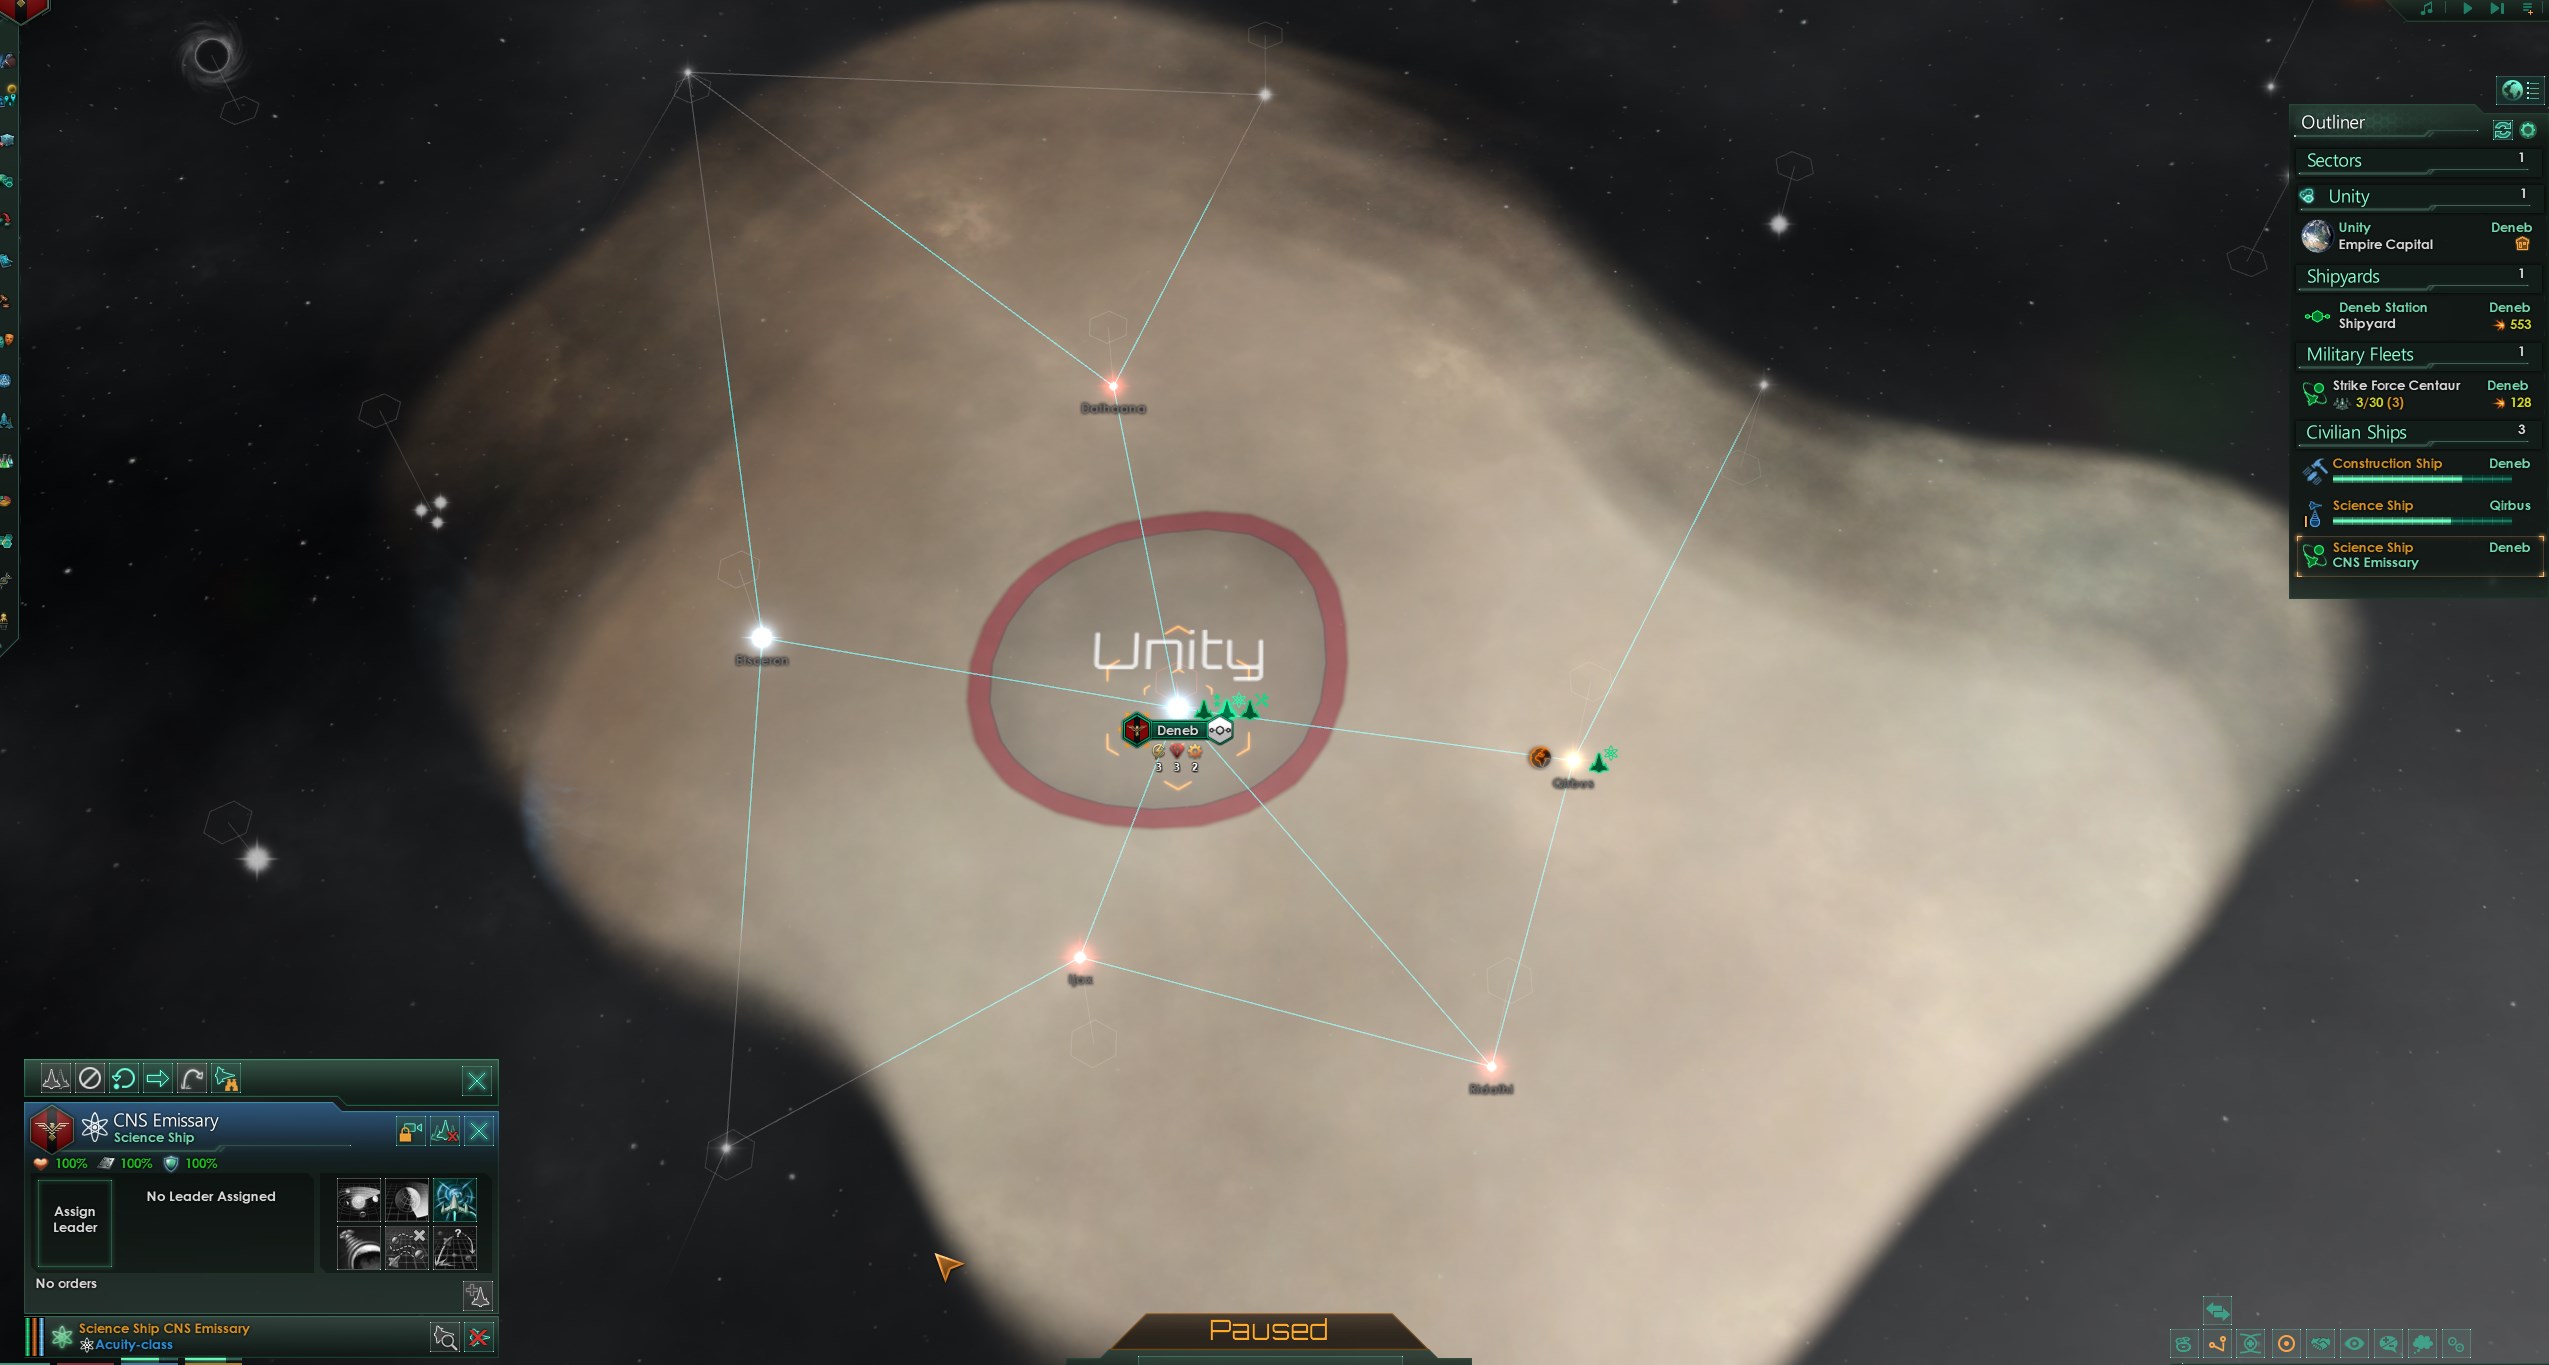 Outliner
Sectors 1
Unity 1
Unity Deneb
Empire Capital
Shipyards 1
Deneb Station Deneb
Shipyard 553
Military Fleets 1
Strike Force Centaur Deneb
3/30 (3) 128
Civilian Ships 3
Construction Ship Deneb
Science Ship Qirbus
Science Ship Deneb
CNS Emissary
Unity
Deneb
3 3 2
Qirbus
CNS Emissary
Science Ship
100% 100% 100%
Assign
Leader
No Leader Assigned
No orders
Science Ship CNS Emissary
Acuity-class
Paused